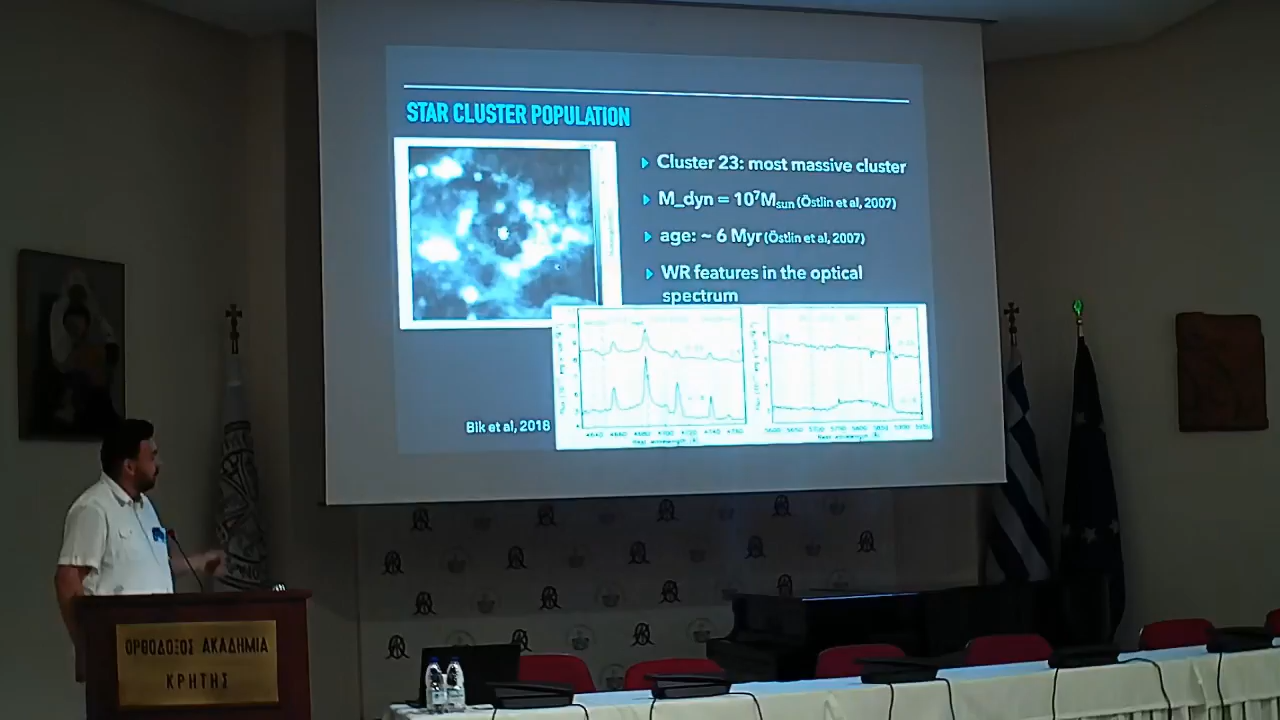 STAR CLUSTER POPULATION
Cluster 23: most massive cluster
M_dyn = 10⁷Msun (Östlin et al, 2007)
age: ~ 6 Myr (Östlin et al, 2007)
WR features in the optical
spectrum
Bik et al, 2018
ΟΡΘΟΔΟΞΟΣ ΑΚΑΔΗΜΙΑ
ΚΡΗΤΗΣ